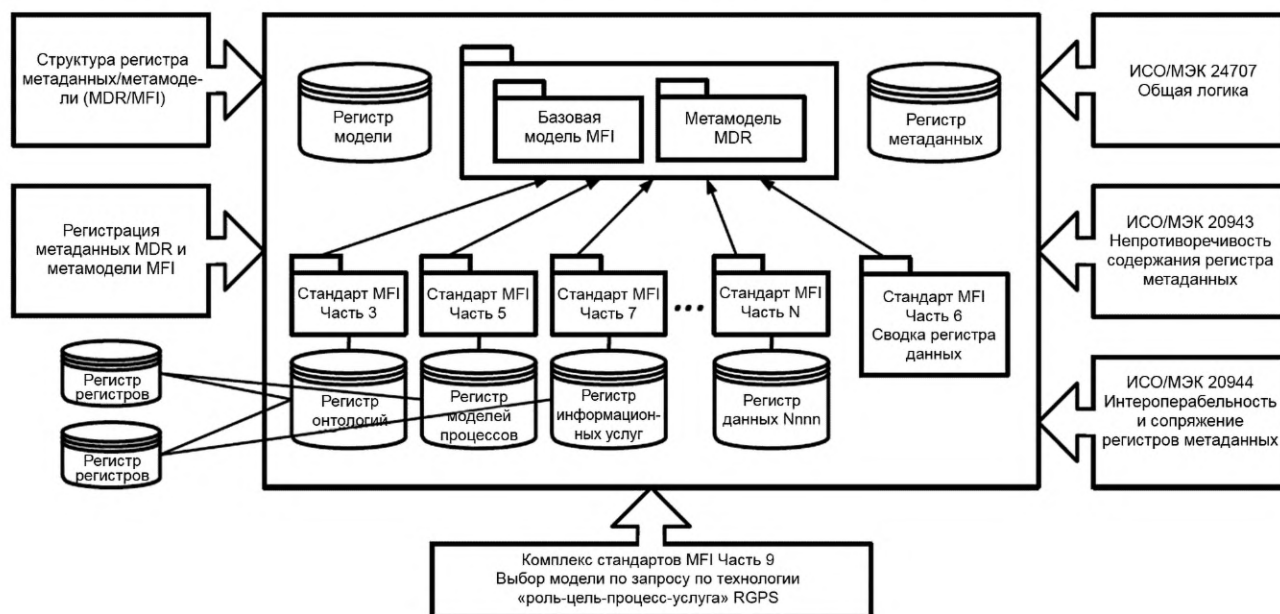 Структура регистра
метаданных/метамоде-
ли (MDR/MFI)
Регистр
модели
Базовая
модель MFI
Метамодель
MDR
Регистр
метаданных
ИСО/МЭК 24707
Общая логика
Регистрация
метаданных MDR и
метамодели MFI
ИСО/МЭК 20943
Непротиворечивость
содержания регистра
метаданных
Стандарт MFI
Часть 3
Стандарт MFI
Часть 5
Стандарт MFI
Часть 7
...
Стандарт MFI
Часть N
Стандарт MFI
Часть 6
Сводка регистра
данных
Регистр
регистров
Регистр
регистров
Регистр
онтологий
Регистр
моделей
процессов
Регистр
информацион-
ных услуг
Регистр
данных Nnnn
ИСО/МЭК 20944
Интероперабельность
и сопряжение
регистров метаданных
Комплекс стандартов MFI Часть 9
Выбор модели по запросу по технологии
«роль-цель-процесс-услуга» RGPS